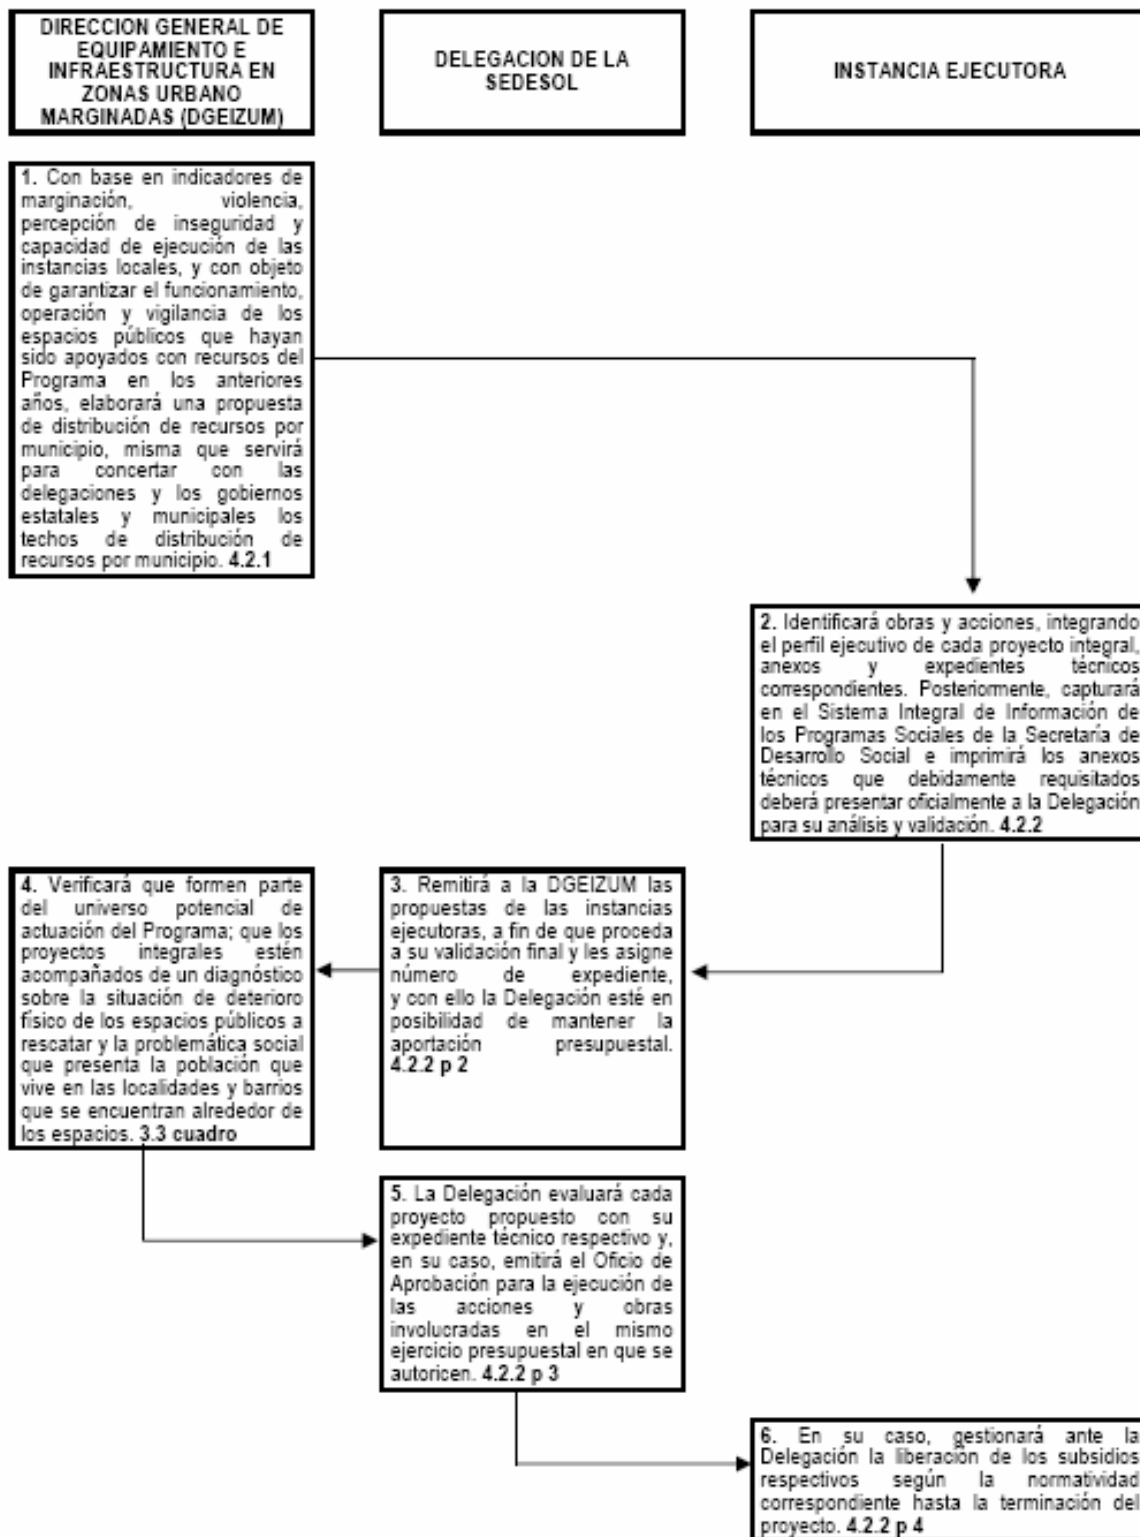 DIRECCION GENERAL DE
EQUIPAMIENTO E
INFRAESTRUCTURA EN
ZONAS URBANO
MARGINADAS (DGEIZUM)
DELEGACION DE LA
SEDESOL
INSTANCIA EJECUTORA
1. Con base en indicadores de
marginación, violencia,
percepción de inseguridad y
capacidad de ejecución de las
instancias locales, y con objeto
de garantizar el funcionamiento,
operación y vigilancia de los
espacios públicos que hayan
sido apoyados con recursos del
Programa en los anteriores
años, elaborará una propuesta
de distribución de recursos por
municipio, misma que servirá
para concertar con las
delegaciones y los gobiernos
estatales y municipales los
techos de distribución de
recursos por municipio. 4.2.1
2. Identificará obras y acciones, integrando
el perfil ejecutivo de cada proyecto integral,
anexos y expedientes técnicos
correspondientes. Posteriormente, capturará
en el Sistema Integral de Información de
los Programas Sociales de la Secretaría de
Desarrollo Social e imprimirá los anexos
técnicos que debidamente requisitados
deberá presentar oficialmente a la Delegación
para su análisis y validación. 4.2.2
3. Remitirá a la DGEIZUM las
propuestas de las instancias
ejecutoras, a fin de que proceda
a su validación final y les asigne
número de expediente,
y con ello la Delegación esté en
posibilidad de mantener la
aportación presupuestal.
4.2.2 p 2
4. Verificará que formen parte
del universo potencial de
actuación del Programa; que los
proyectos integrales estén
acompañados de un diagnóstico
sobre la situación de deterioro
físico de los espacios públicos a
rescatar y la problemática social
que presenta la población que
vive en las localidades y barrios
que se encuentran alrededor de
los espacios. 3.3 cuadro
5. La Delegación evaluará cada
proyecto propuesto con su
expediente técnico respectivo y,
en su caso, emitirá el Oficio de
Aprobación para la ejecución de
las acciones y obras
involucradas en el mismo
ejercicio presupuestal en que se
autoricen. 4.2.2 p 3
6. En su caso, gestionará ante la
Delegación la liberación de los subsidios
respectivos según la normatividad
correspondiente hasta la terminación del
proyecto. 4.2.2 p 4